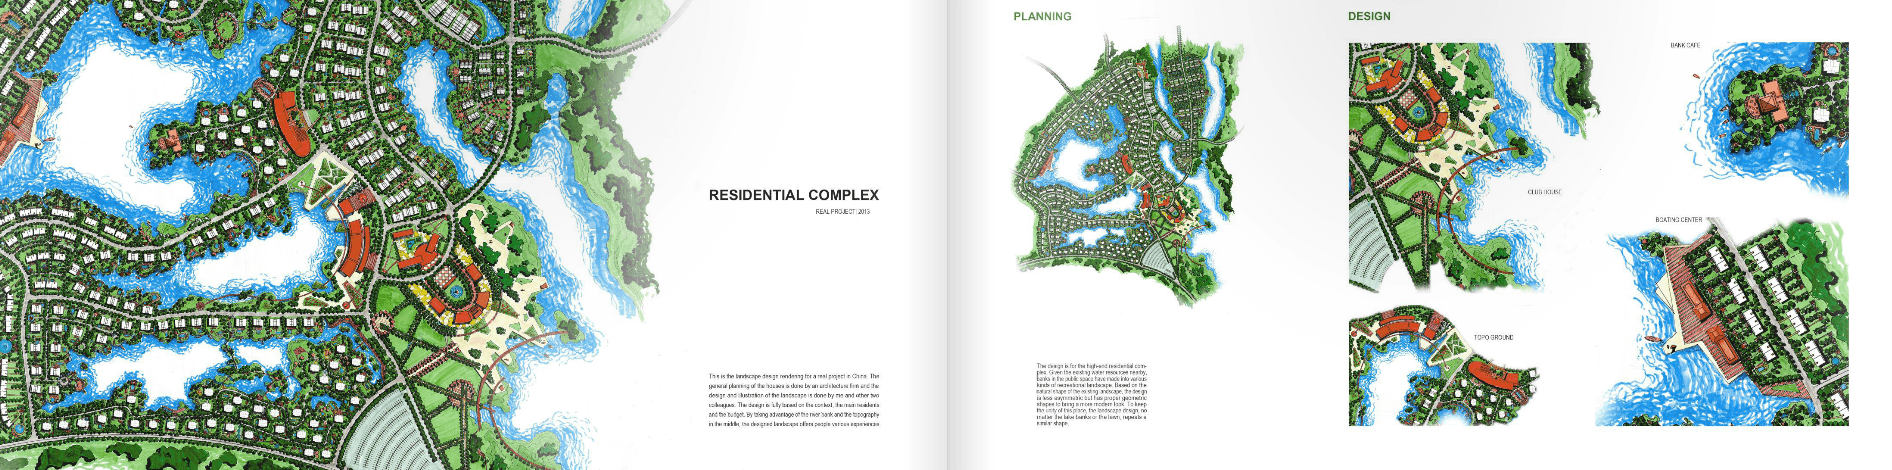 RESIDENTIAL COMPLEX
REAL PROJECT| 2013
This is the landscape design rendering for a real project in China. The
general planning of the houses is done by an architecture firm and the
design and illustration of the landscape is done by me and other two
colleagues. The design is fully based on the context, the main residents
and the budget. By taking advantage of the river bank and the topography
in the middle, the designed landscape offers people various experiences
PLANNING
The design is for the high-end residential com-
plex. Given the existing water resources nearby,
banks in the public space have made into various
kinds of recreational landscape. Based on the
natural shape of the existing landscape, the design
is less asymmetric but has proper geometric
shapes to bring a more modern look. To keep
the unity of this place, the landscape design, no
matter the lake banks or the lawn, repeats a
similar shape.
DESIGN
BANK CAFE
CLUB HOUSE
BOATING CENTER
TOPO GROUND